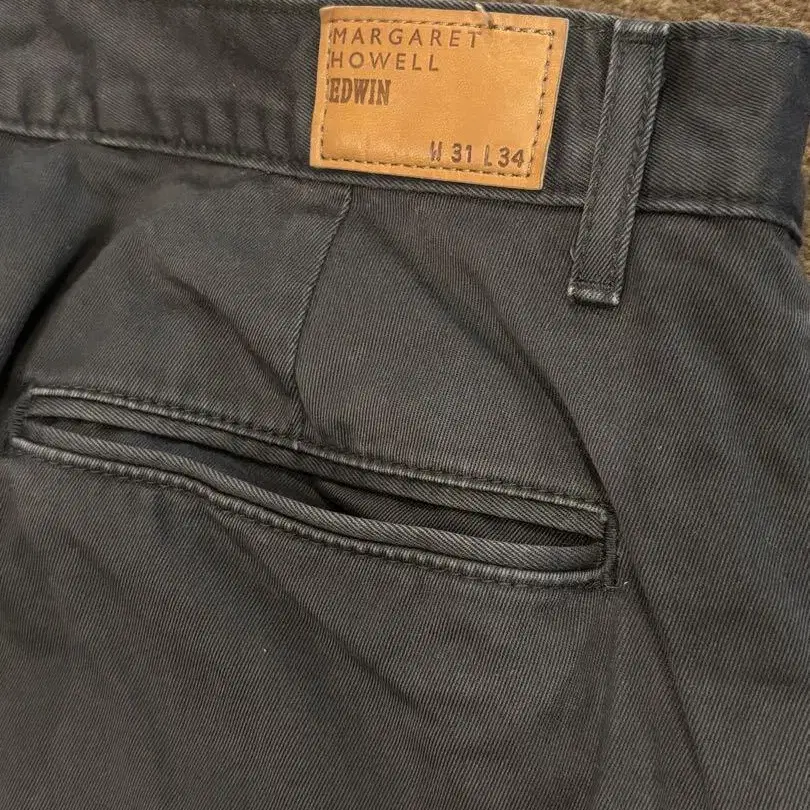 MARGARET
HOWELL
EDWIN
W 31 L 34